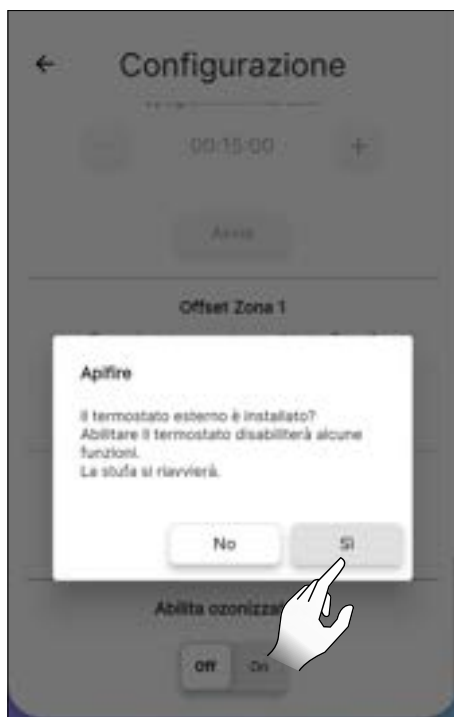 Configurazione
00:15:00
Avvia
Offset Zona 1
Apifire
Il termostato esterno è installato?
Abilitare il termostato disabiliterà alcune
funzioni.
La stufa si riavvierà.
No Sì
Abilita ozonizza
Off On